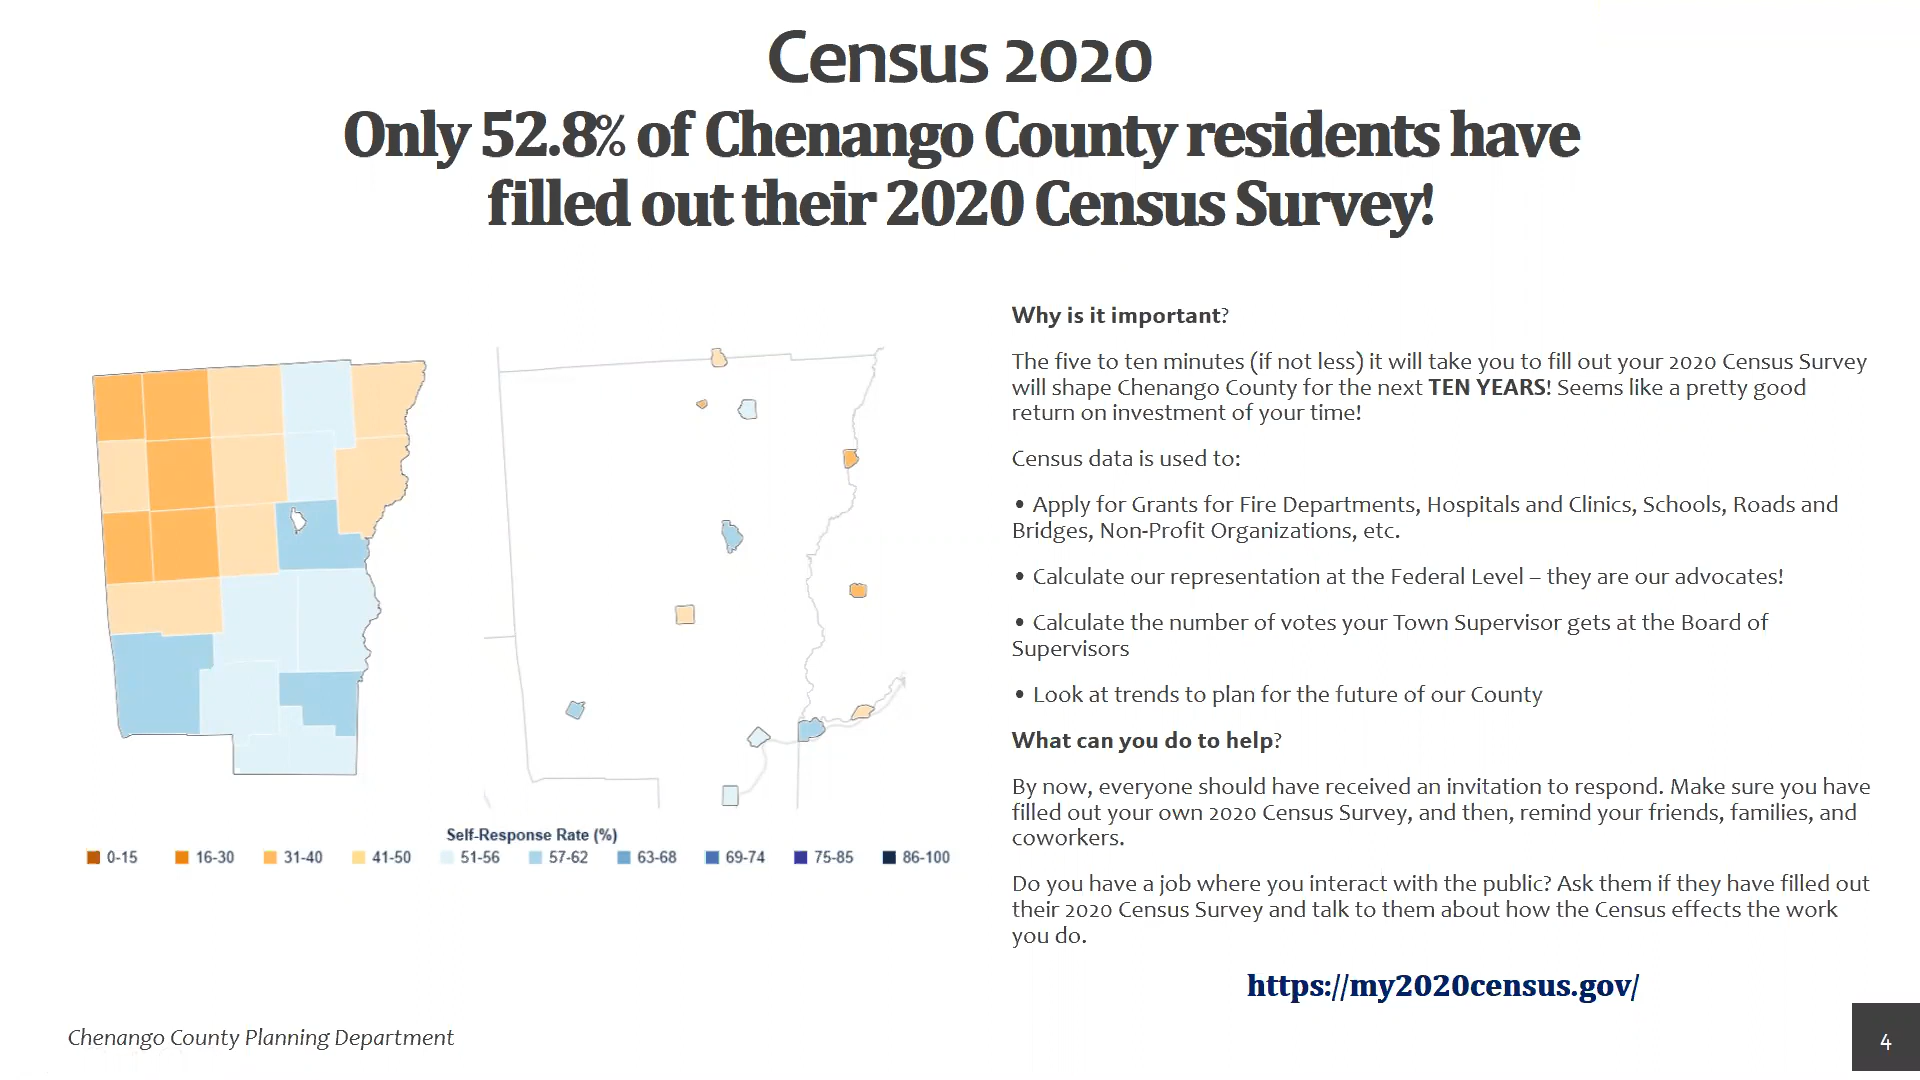 Census 2020
Only 52.8% of Chenango County residents have
filled out their 2020 Census Survey!
Why is it important?
The five to ten minutes (if not less) it will take you to fill out your 2020 Census Survey
will shape Chenango County for the next TEN YEARS! Seems like a pretty good
return on investment of your time!
Census data is used to:
• Apply for Grants for Fire Departments, Hospitals and Clinics, Schools, Roads and
Bridges, Non-Profit Organizations, etc.
• Calculate our representation at the Federal Level – they are our advocates!
• Calculate the number of votes your Town Supervisor gets at the Board of
Supervisors
• Look at trends to plan for the future of our County
What can you do to help?
By now, everyone should have received an invitation to respond. Make sure you have
filled out your own 2020 Census Survey, and then, remind your friends, families, and
coworkers.
Do you have a job where you interact with the public? Ask them if they have filled out
their 2020 Census Survey and talk to them about how the Census effects the work
you do.
https://my2020census.gov/
Self-Response Rate (%)
0-15 16-30 31-40 41-50 51-56 57-62 63-68 69-74 75-85 86-100
Chenango County Planning Department
4